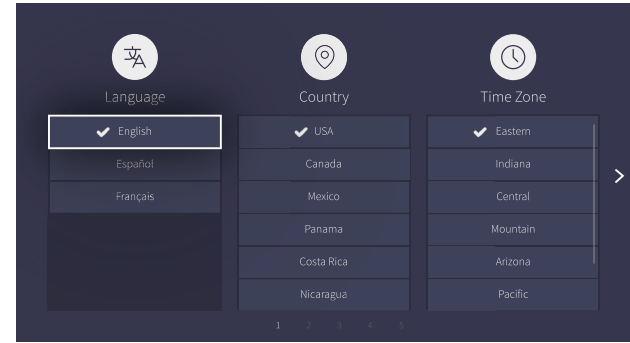 Language
English
Español
Français
Country
USA
Canada
Mexico
Panama
Costa Rica
Nicaragua
Time Zone
Eastern
Indiana
Central
Mountain
Arizona
Pacific
1 2 3 4 5